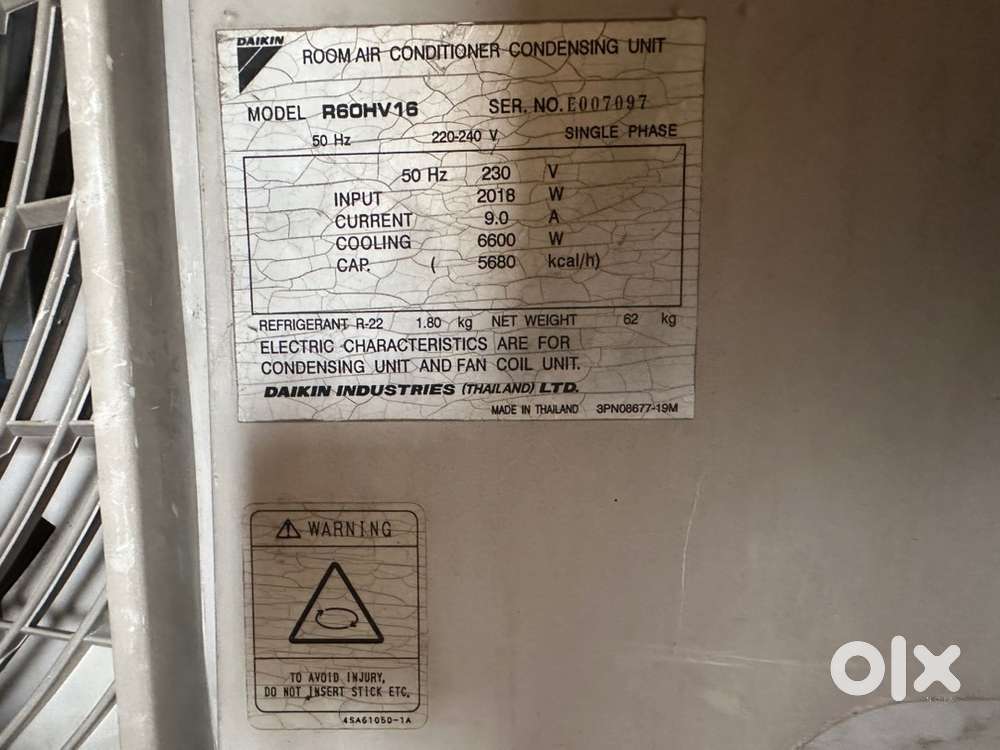 DAIKIN
ROOM AIR CONDITIONER CONDENSING UNIT
MODEL R60HV16 SER. NO. E007097
50 Hz 220-240 V SINGLE PHASE
50 Hz 230 V
INPUT 2018 W
CURRENT 9.0 A
COOLING 6600 W
CAP. ( 5680 kcal/h)
REFRIGERANT R-22 1.80 kg NET WEIGHT 62 kg
ELECTRIC CHARACTERISTICS ARE FOR
CONDENSING UNIT AND FAN COIL UNIT.
DAIKIN INDUSTRIES (THAILAND) LTD.
MADE IN THAILAND 3PN08677-19M
WARNING
TO AVOID INJURY,
DO NOT INSERT STICK ETC.
4SA61050-1A
olx